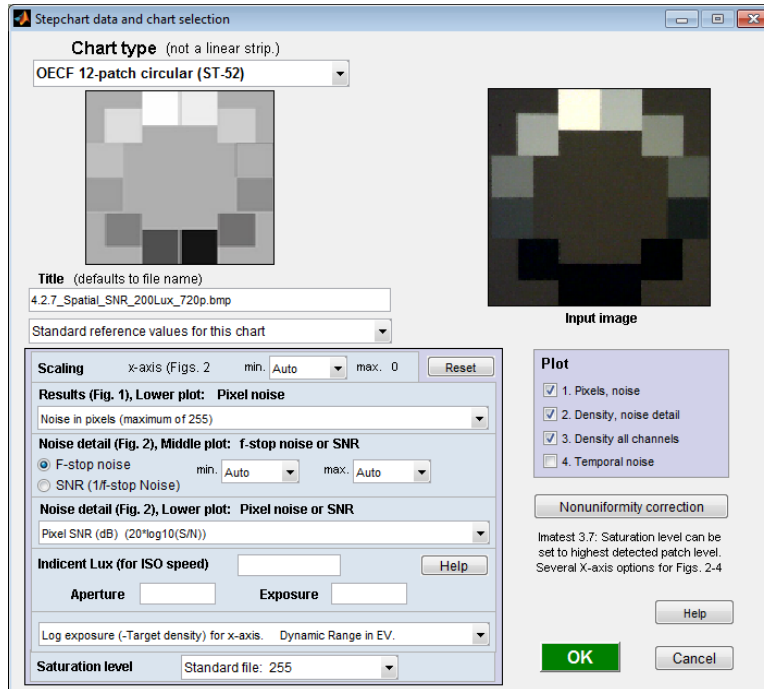 Stepchart data and chart selection
Chart type (not a linear strip.)
OECF 12-patch circular (ST-52)
Title (defaults to file name)
4.2.7_Spatial_SNR_200Lux_720p.bmp
Standard reference values for this chart
Input image
Scaling x-axis (Figs. 2 min. Auto max. 0 Reset
Results (Fig. 1), Lower plot: Pixel noise
Noise in pixels (maximum of 255)
Noise detail (Fig. 2), Middle plot: f-stop noise or SNR
F-stop noise min. Auto max. Auto
SNR (1/f-stop Noise)
Noise detail (Fig. 2), Lower plot: Pixel noise or SNR
Pixel SNR (dB) (20*log10(S/N))
Indicent Lux (for ISO speed) Help
Aperture Exposure
Log exposure (-Target density) for x-axis. Dynamic Range in EV.
Saturation level Standard file: 255
Plot
1. Pixels, noise
2. Density, noise detail
3. Density all channels
4. Temporal noise
Nonuniformity correction
Imatest 3.7: Saturation level can be
set to highest detected patch level.
Several X-axis options for Figs. 2-4
Help
OK Cancel